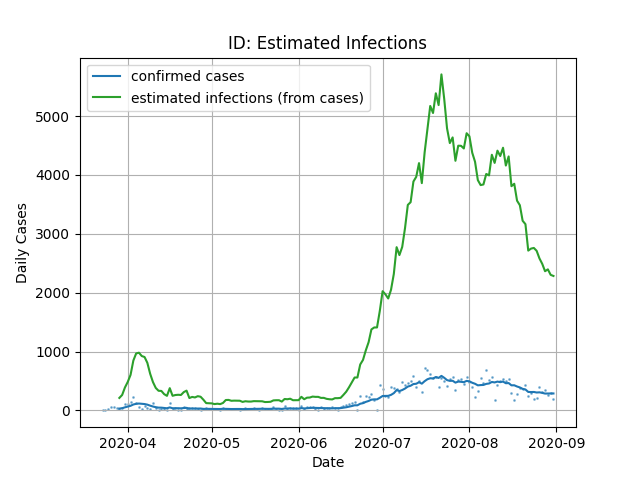 ID: Estimated Infections
confirmed cases
estimated infections (from cases)
Daily Cases
5000
4000
3000
2000
1000
0
2020-04 2020-05 2020-06 2020-07 2020-08 2020-09
Date